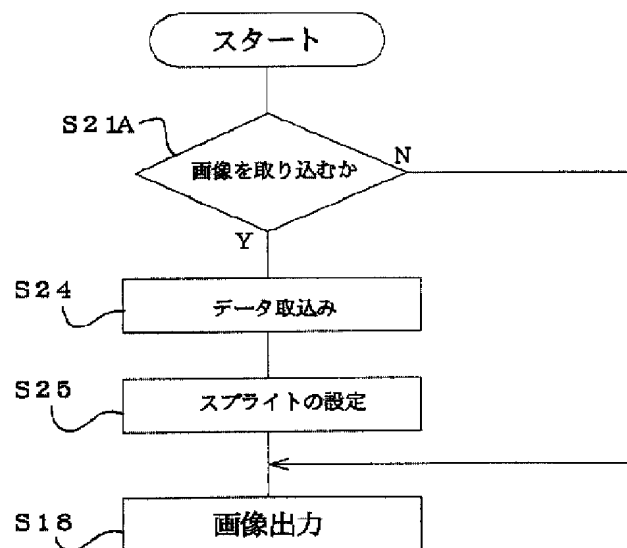 スタート
S21A
画像を取り込むか
N
Y
S24
データ取込み
S25
スプライトの設定
S18
画像出力